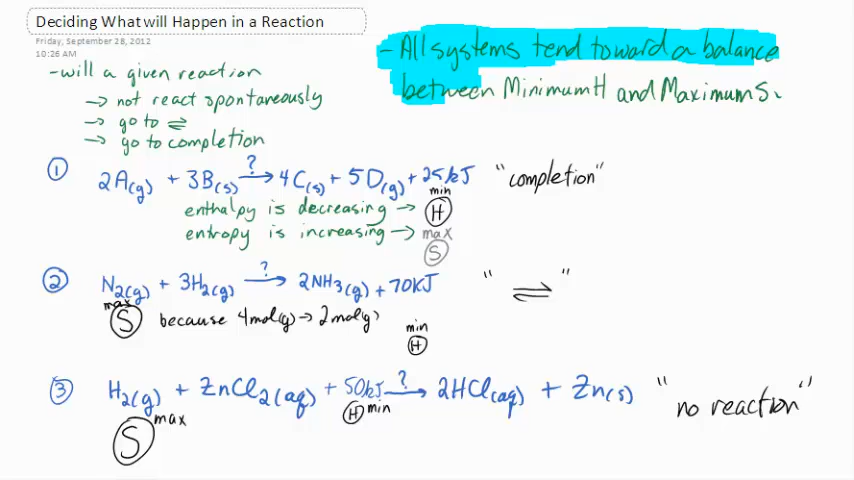 Deciding What will Happen in a Reaction
Friday, September 28, 2012
10:26 AM
- All systems tend toward a balance
between Minimum H and Maximum S.
- will a given reaction
→ not react spontaneously
→ go to ⇌
→ go to completion
① 2A(g) + 3B(s) →? 4C(s) + 5D(g) + 25kJ "completion"
enthalpy is decreasing → min H
entropy is increasing → max S
② N2(g) + 3H2(g) →? 2NH3(g) + 70kJ " ⇌ "
max S because 4mol(g) → 2mol(g)
min H
③ H2(g) + ZnCl2(aq) + 50kJ →? 2HCl(aq) + Zn(s) "no reaction"
S max H min